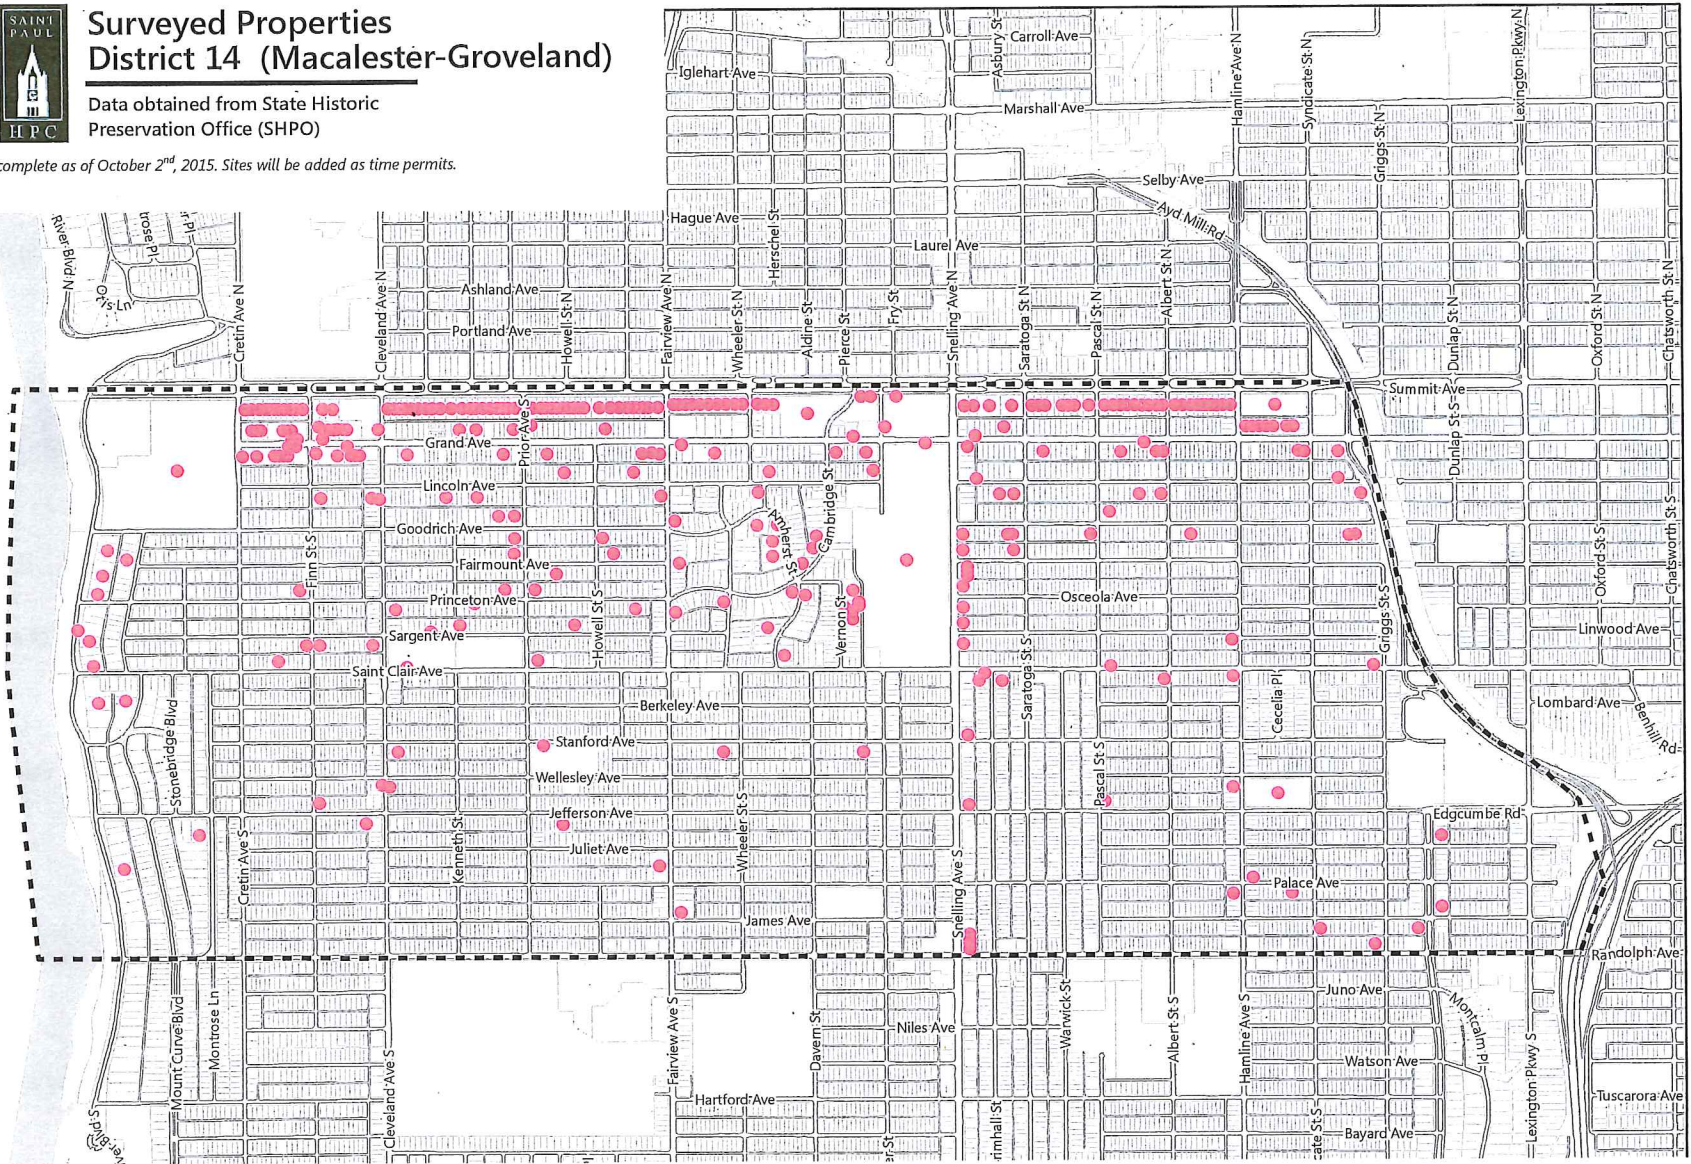 SAINT
PAUL
HPC
Surveyed Properties
District 14 (Macalester-Groveland)
Data obtained from State Historic
Preservation Office (SHPO)
complete as of October 2nd, 2015. Sites will be added as time permits.
Carroll Ave
Asbury St
Iglehart Ave
Marshall Ave
Hamline Ave N
Syndicate St N
Griggs St N
Lexington Pkwy N
Selby Ave
Ayd Mill Rd
Hague Ave
Herschel St
Laurel Ave
River Blvd N
Otis Ln
Cretin Ave N
Cleveland Ave N
Ashland Ave
Portland Ave
Howell St N
Fairview Ave N
Wheeler St N
Aldine St
Pierce St
Fry St
Snelling Ave N
Saratoga St N
Pascal St N
Albert St N
Dunlap St N
Oxford St N
Chatsworth St N
Summit Ave
Grand Ave
Prior Ave S
Lincoln Ave
Goodrich Ave
Fairmount Ave
Finn St S
Princeton Ave
Sargent Ave
Howell St S
Amherst St
Cambridge St
Vernon St
Osceola Ave
Dunlap St S
Griggs St S
Oxford St S
Chatsworth St S
Linwood Ave
Saint Clair Ave
Berkeley Ave
Stonebridge Blvd
Stanford Ave
Wellesley Ave
Saratoga St S
Pascal St S
Cecelia Pl
Lombard Ave
Benhill Rd
Jefferson Ave
Juliet Ave
Kenneth St
Wheeler St S
Cretin Ave S
James Ave
Snelling Ave S
Edgcumbe Rd
Palace Ave
Randolph Ave
Juno Ave
Mount Curve Blvd
Montrose Ln
Cleveland Ave S
Fairview Ave S
Davern St
Niles Ave
Warwick St
Albert St S
Hamline Ave S
Watson Ave
Montcalm Pl
Lexington Pkwy S
Hartford Ave
Bayard Ave
Tuscarora Ave